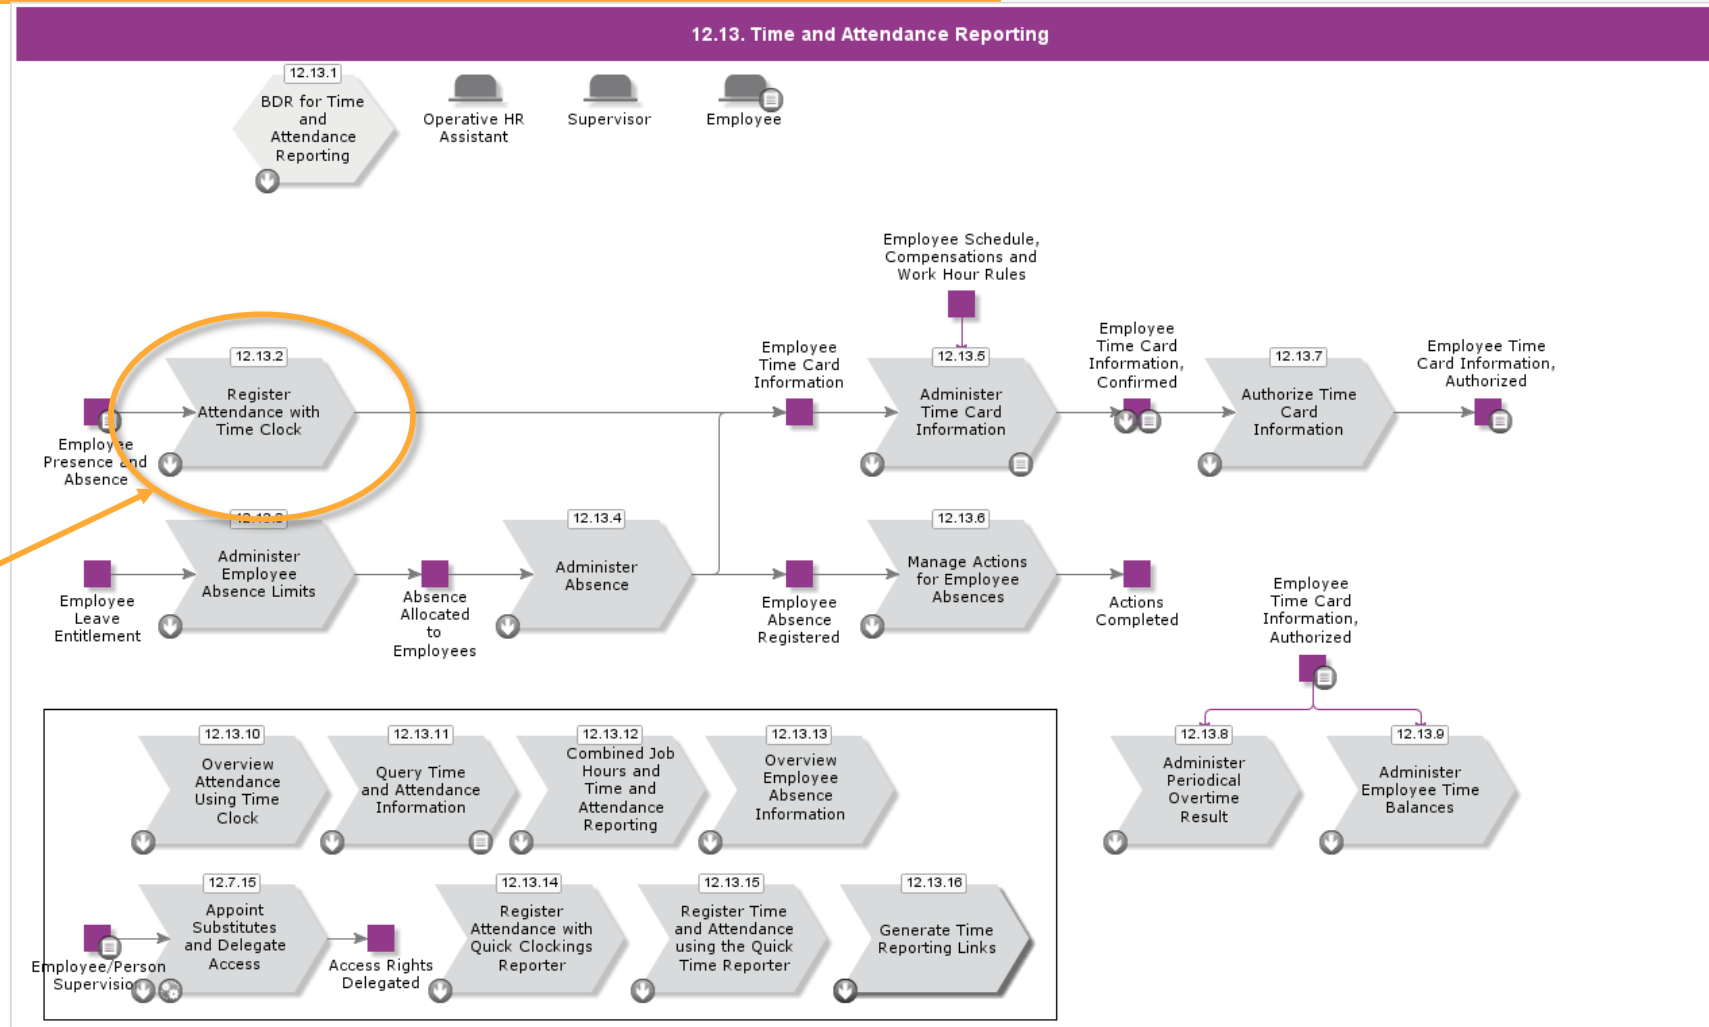 12.13. Time and Attendance Reporting
12.13.1
BDR for Time
and
Attendance
Reporting
Operative HR
Assistant
Supervisor
Employee
Employee Schedule,
Compensations and
Work Hour Rules
12.13.2
Register
Attendance with
Time Clock
Employee
Presence and
Absence
Employee
Time Card
Information
12.13.5
Administer
Time Card
Information
Employee
Time Card
Information,
Confirmed
12.13.7
Authorize Time
Card
Information
Employee Time
Card Information,
Authorized
12.13.3
Administer
Employee
Absence Limits
Employee
Leave
Entitlement
Absence
Allocated
to
Employees
12.13.4
Administer
Absence
Employee
Absence
Registered
12.13.6
Manage Actions
for Employee
Absences
Actions
Completed
Employee
Time Card
Information,
Authorized
12.13.10
Overview
Attendance
Using Time
Clock
12.13.11
Query Time
and Attendance
Information
12.13.12
Combined Job
Hours and
Time and
Attendance
Reporting
12.13.13
Overview
Employee
Absence
Information
12.13.8
Administer
Periodical
Overtime
Result
12.13.9
Administer
Employee Time
Balances
Employee/Person
Supervision
12.7.15
Appoint
Substitutes
and Delegate
Access
Access Rights
Delegated
12.13.14
Register
Attendance with
Quick Clockings
Reporter
12.13.15
Register Time
and Attendance
using the Quick
Time Reporter
12.13.16
Generate Time
Reporting Links